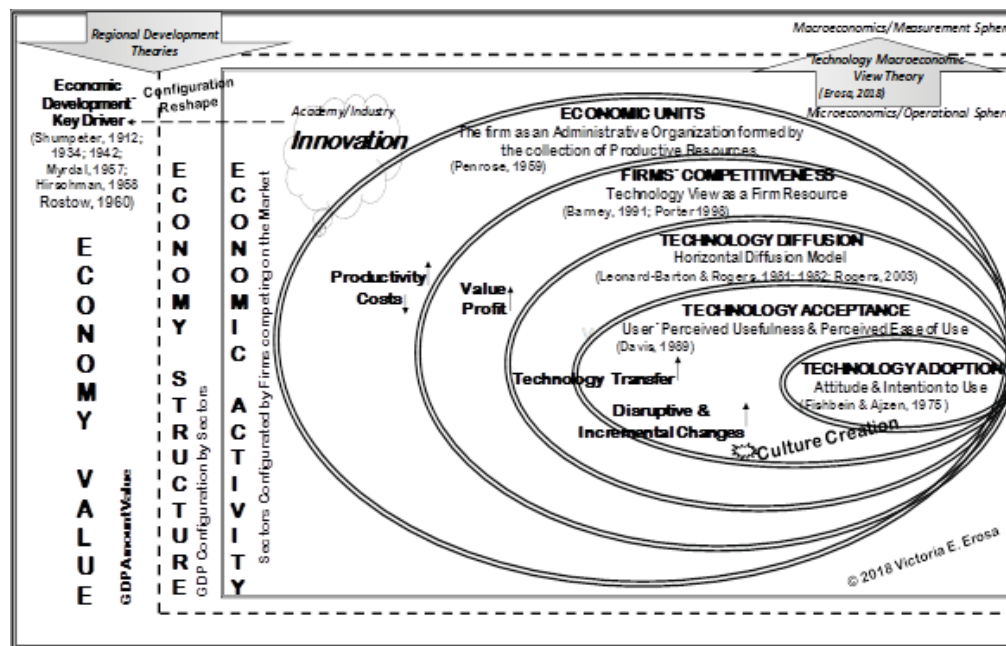 Regional Development
Theories
Macroeconomics/Measurement Spher
Technology Macroeconomic
View Theory
(Erosa, 2018)
Microeconomics/Operational Spher
Economic
Development´
Key Driver
(Shumpeter, 1912;
1934; 1942;
Myrdal, 1957;
Hirschman, 1958
Rostow, 1960)
Configuration
Reshape
Academy/Industry
Innovation
ECONOMY VALUE
GDP Amount Value
ECONOMY STRUCTURE
GDP Configuration by Sectors
ECONOMIC ACTIVITY
Sectors Configurated by Firms competing on the Market
ECONOMIC UNITS
The firm as an Administrative Organization formed by
the collection of Productive Resources
(Penrose, 1959)
FIRMS´ COMPETITIVENESS
Technology View as a Firm Resource
(Barney, 1991; Porter 1998)
TECHNOLOGY DIFFUSION
Horizontal Diffusion Model
(Leonard-Barton & Rogers, 1981; 1982; Rogers, 2003)
Productivity
Costs
Value
Profit
TECHNOLOGY ACCEPTANCE
User´ Perceived Usefulness & Perceived Ease of Use
(Davis, 1989)
TECHNOLOGY ADOPTION
Attitude & Intention to Use
(Fishbein & Ajzen, 1975)
Technology Transfer
Disruptive &
Incremental Changes
Culture Creation
© 2018 Victoria E. Erosa